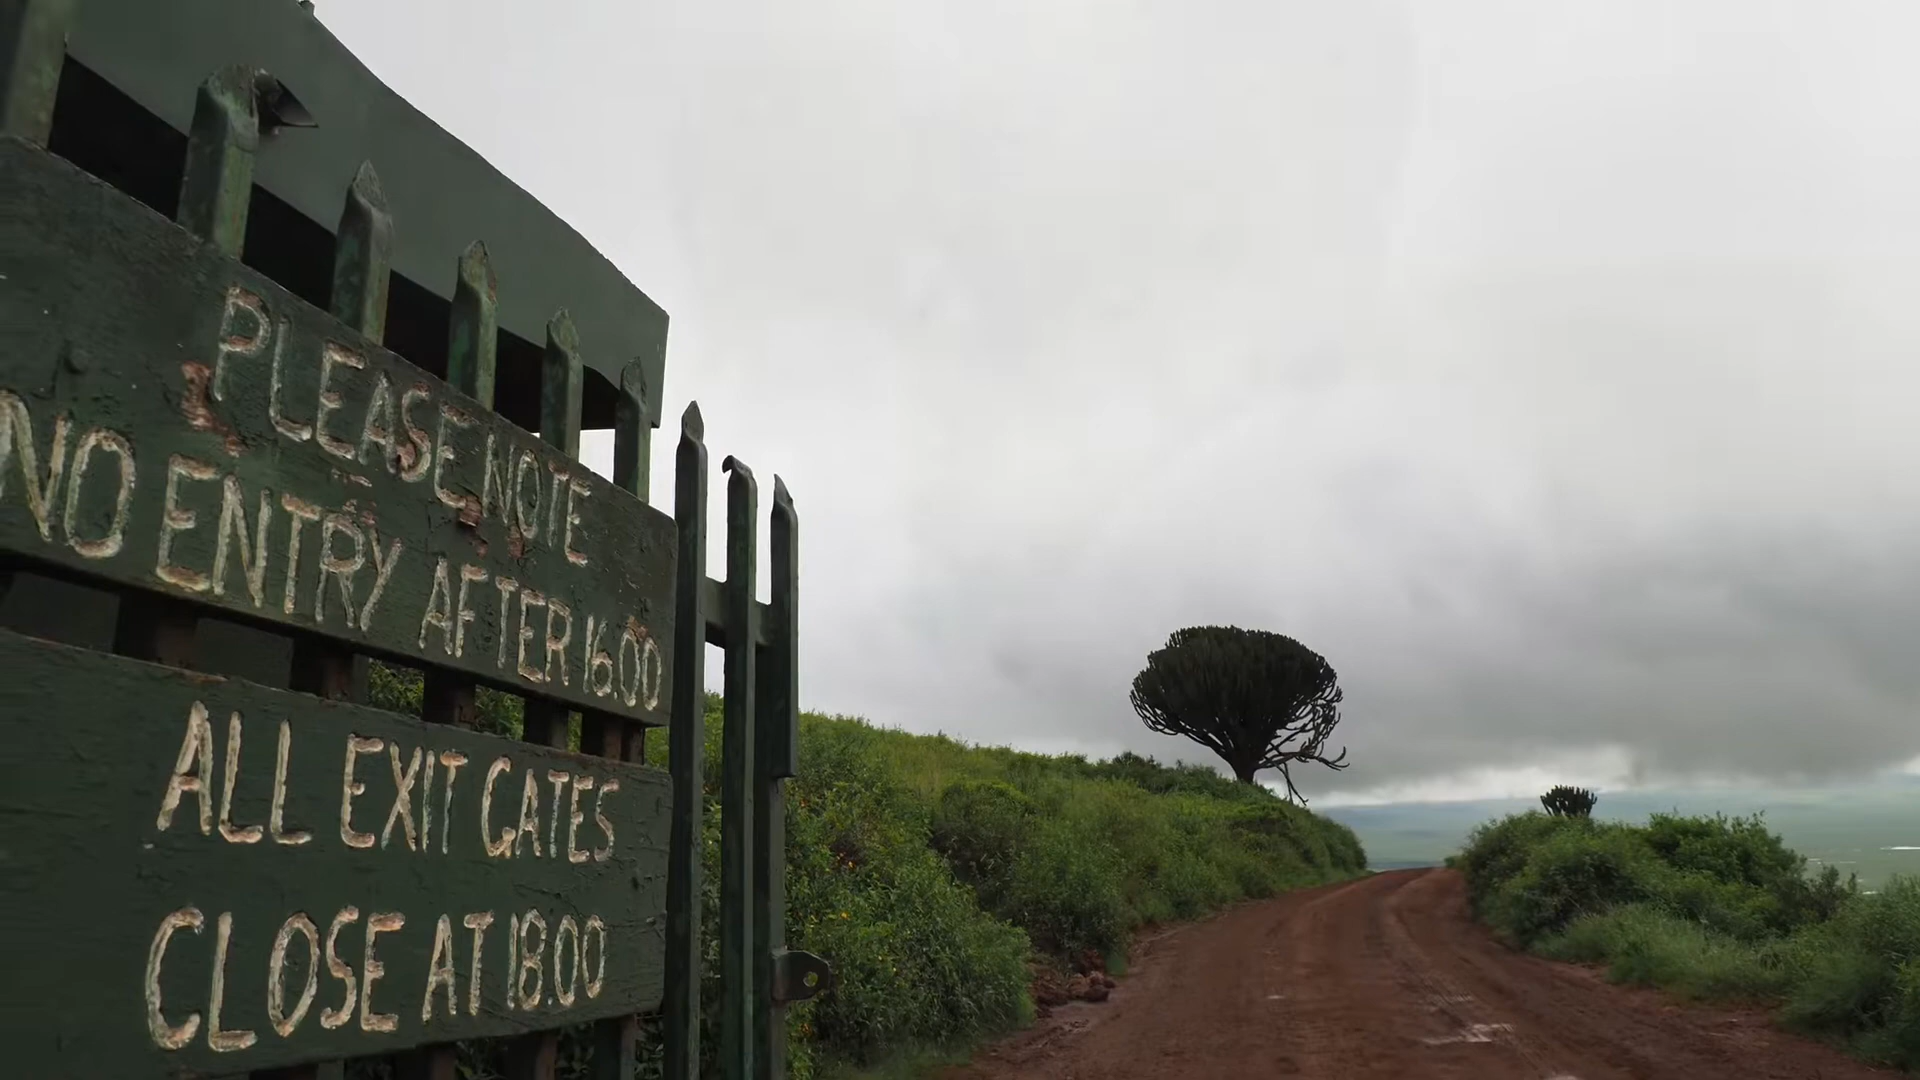 PLEASE NOTE
NO ENTRY AFTER 16.00
ALL EXIT GATES
CLOSE AT 18.00